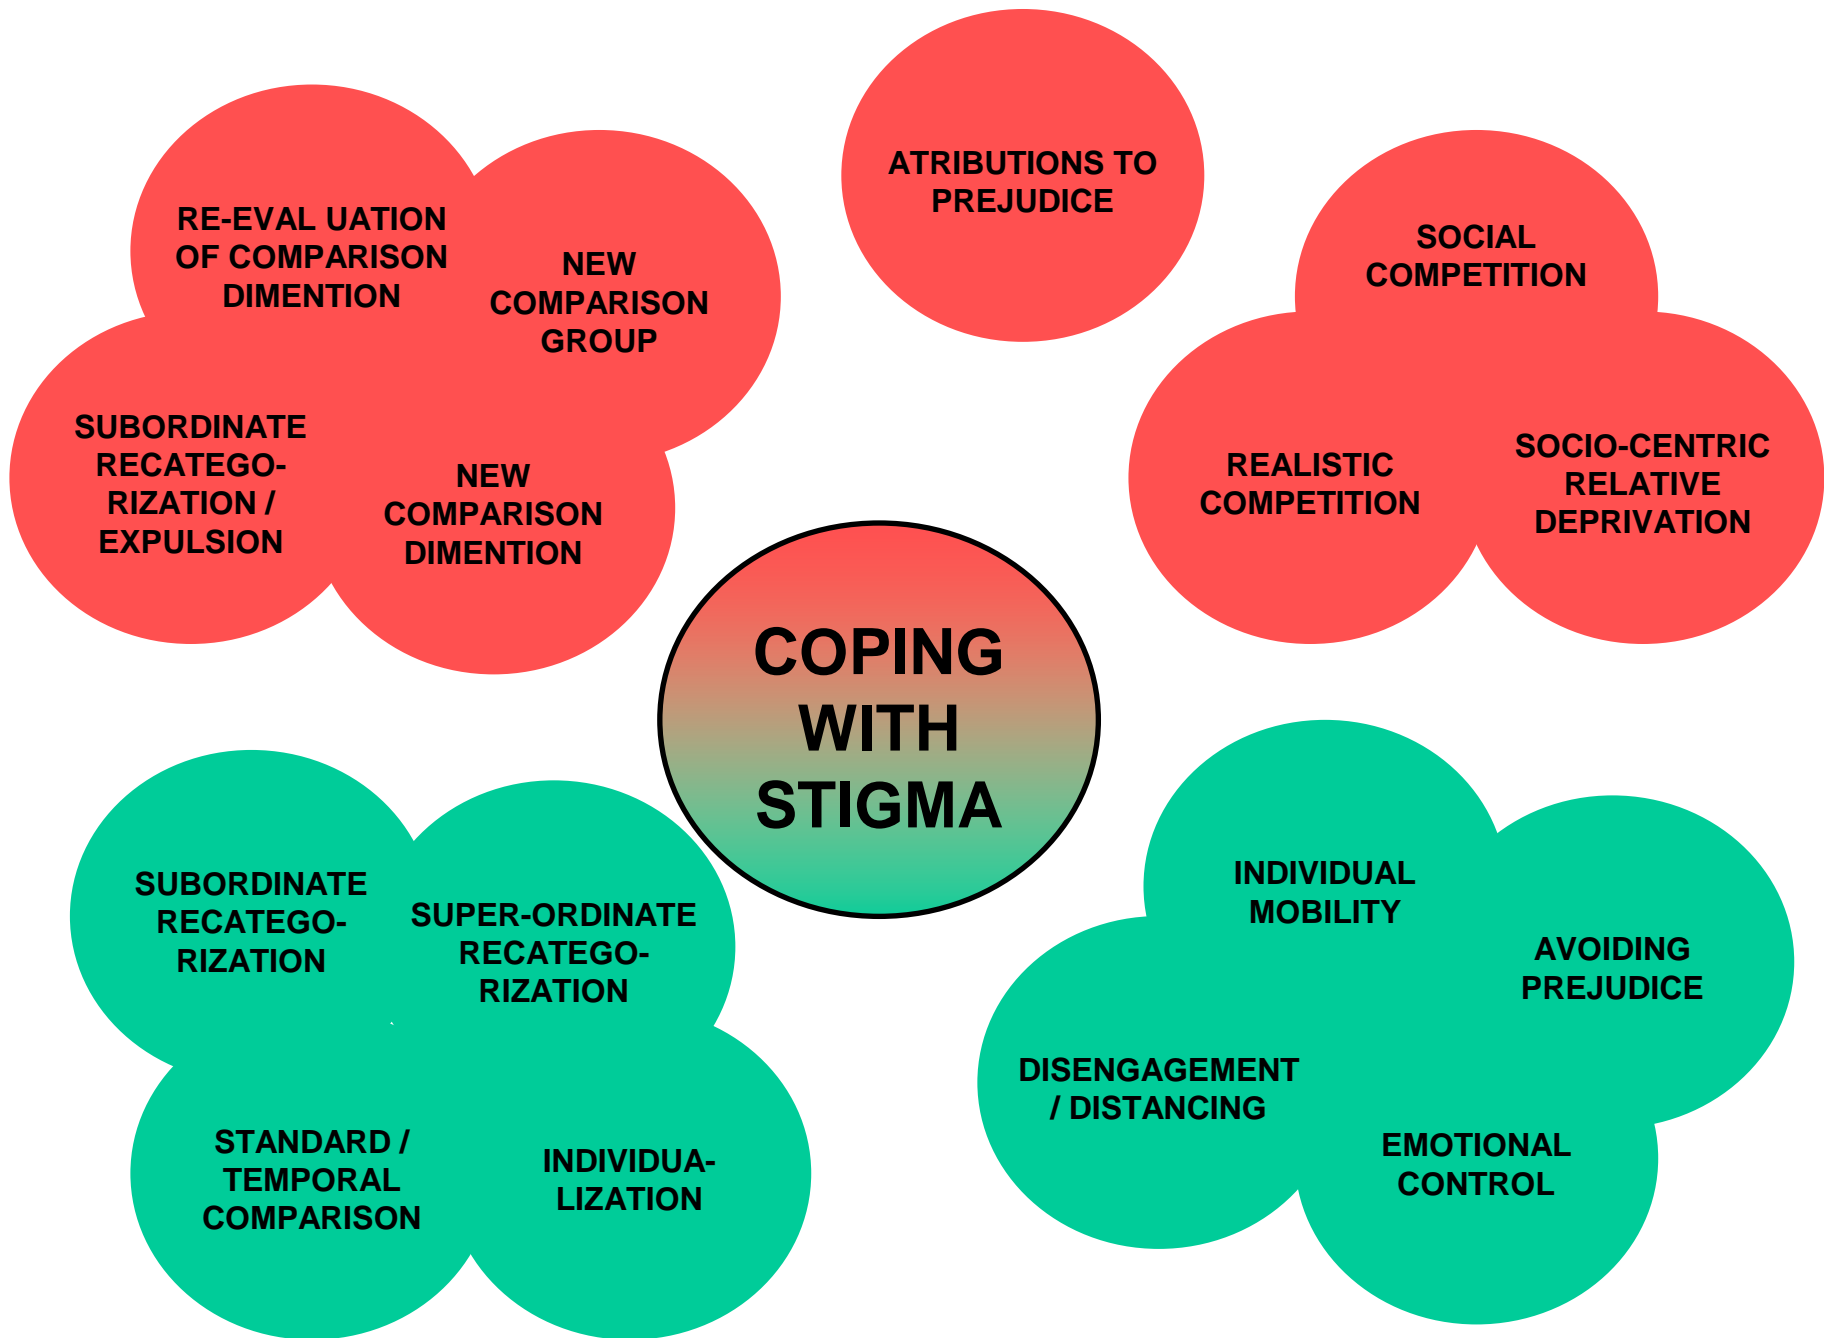 ATRIBUTIONS TO
PREJUDICE
RE-EVAL UATION
OF COMPARISON
DIMENTION
NEW
COMPARISON
GROUP
SUBORDINATE
RECATEGO-
RIZATION /
EXPULSION
NEW
COMPARISON
DIMENTION
SOCIAL
COMPETITION
REALISTIC
COMPETITION
SOCIO-CENTRIC
RELATIVE
DEPRIVATION
COPING
WITH
STIGMA
SUBORDINATE
RECATEGO-
RIZATION
SUPER-ORDINATE
RECATEGO-
RIZATION
STANDARD /
TEMPORAL
COMPARISON
INDIVIDUA-
LIZATION
INDIVIDUAL
MOBILITY
AVOIDING
PREJUDICE
DISENGAGEMENT
/ DISTANCING
EMOTIONAL
CONTROL